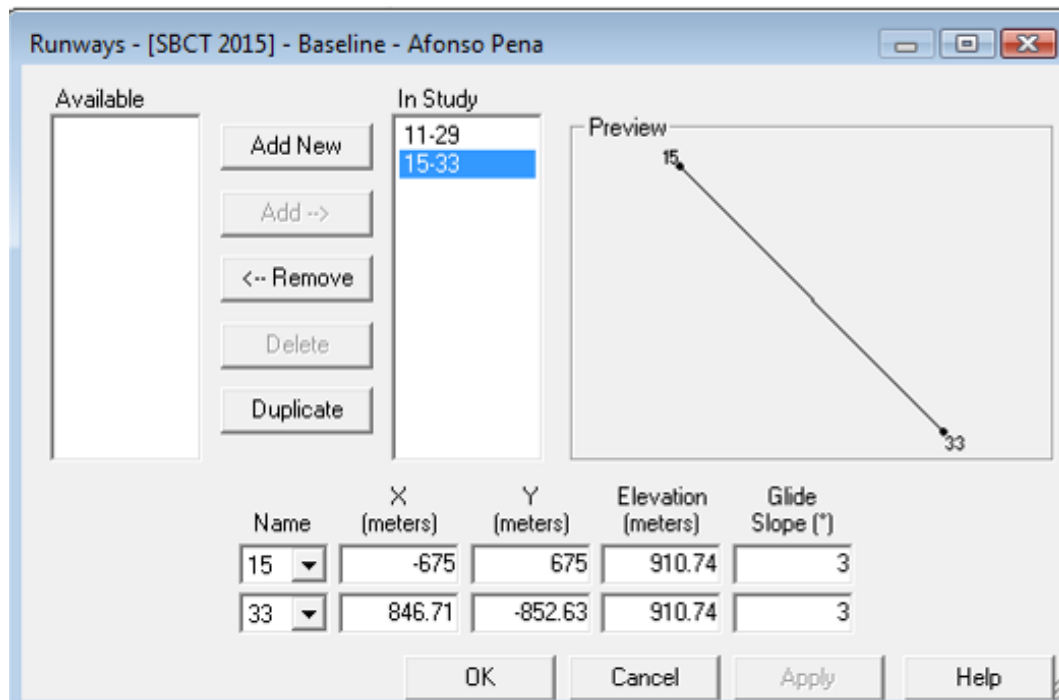 Runways - [SBCT 2015] - Baseline - Afonso Pena
Available
Add New
Add -->
<-- Remove
Delete
Duplicate
In Study
11-29
15-33
Preview
15
33
Name X (meters) Y (meters) Elevation (meters) Glide Slope (°)
15 -675 675 910.74 3
33 846.71 -852.63 910.74 3
OK Cancel Apply Help